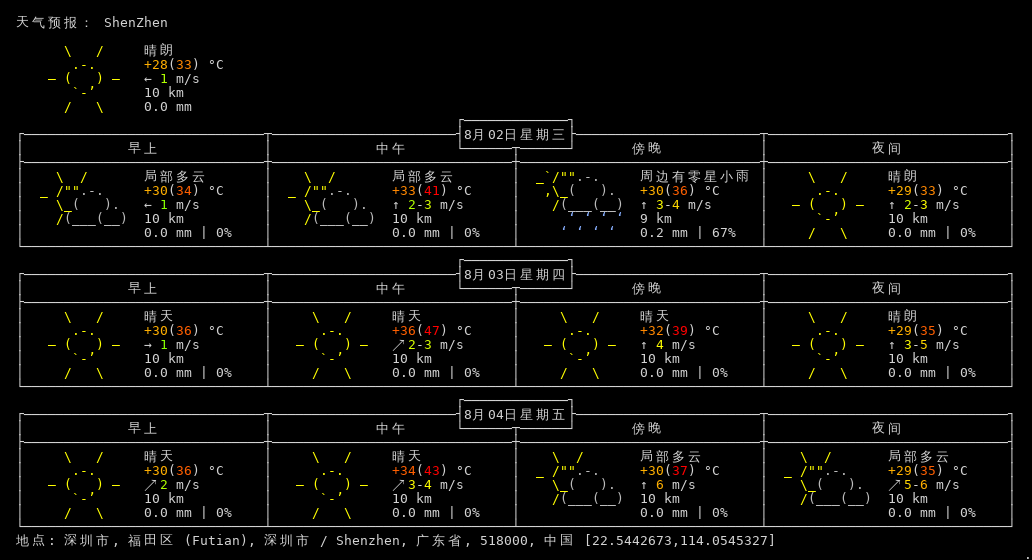 天气预报： ShenZhen
晴朗
+28(33) °C
← 1 m/s
10 km
0.0 mm
8月02日星期三
早上 中午 傍晚 夜间
局部多云 局部多云 周边有零星小雨 晴朗
+30(34) °C +33(41) °C +30(36) °C +29(33) °C
← 1 m/s ↑ 2-3 m/s ↑ 3-4 m/s ↑ 2-3 m/s
10 km 10 km 9 km 10 km
0.0 mm | 0% 0.0 mm | 0% 0.2 mm | 67% 0.0 mm | 0%
8月03日星期四
早上 中午 傍晚 夜间
晴天 晴天 晴天 晴朗
+30(36) °C +36(47) °C +32(39) °C +29(35) °C
→ 1 m/s ↗ 2-3 m/s ↑ 4 m/s ↑ 3-5 m/s
10 km 10 km 10 km 10 km
0.0 mm | 0% 0.0 mm | 0% 0.0 mm | 0% 0.0 mm | 0%
8月04日星期五
早上 中午 傍晚 夜间
晴天 晴天 局部多云 局部多云
+30(36) °C +34(43) °C +30(37) °C +29(35) °C
↗ 2 m/s ↗ 3-4 m/s ↑ 6 m/s ↗ 5-6 m/s
10 km 10 km 10 km 10 km
0.0 mm | 0% 0.0 mm | 0% 0.0 mm | 0% 0.0 mm | 0%
地点: 深圳市, 福田区 (Futian), 深圳市 / Shenzhen, 广东省, 518000, 中国 [22.5442673,114.0545327]